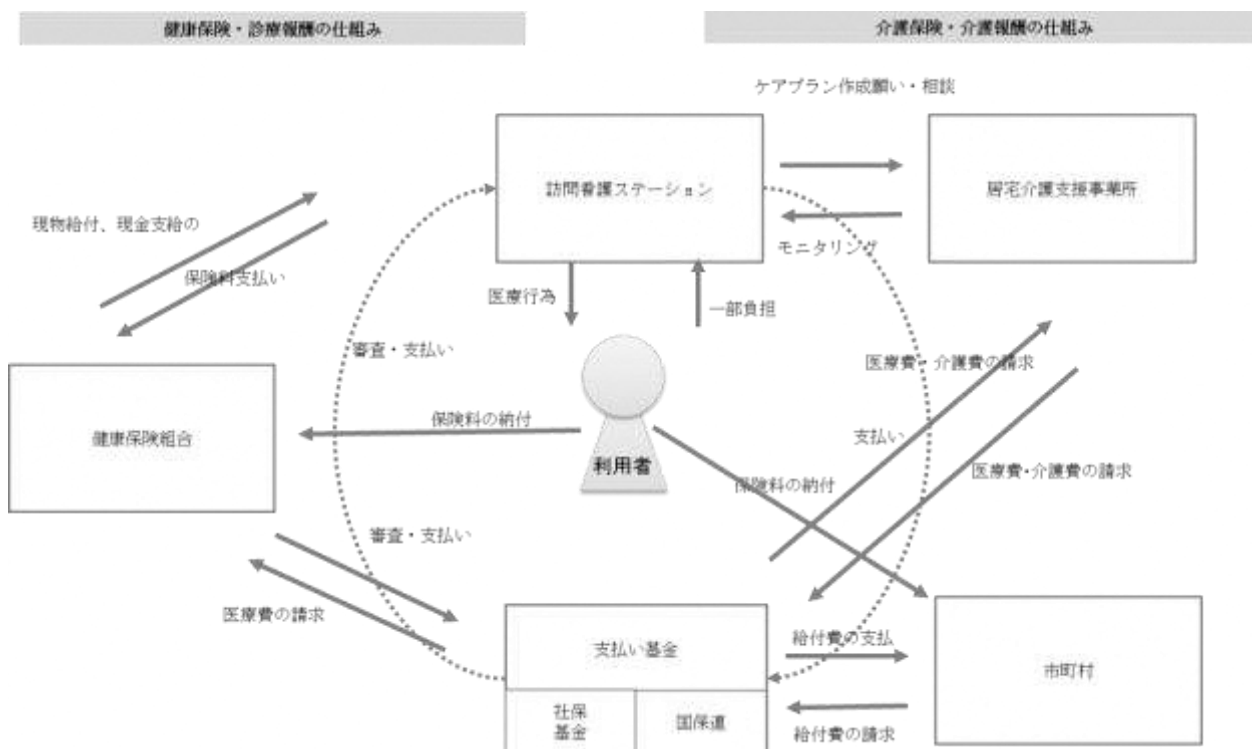 健康保険・診療報酬の仕組み
介護保険・介護報酬の仕組み
ケアプラン作成願い・相談
訪問看護ステーション
居宅介護支援事業所
現物給付、現金支給の
保険料支払い
モニタリング
医療行為
一部負担
審査・支払い
医療費・介護費の請求
健康保険組合
保険料の納付
支払い
利用者
保険料の納付
医療費・介護費の請求
審査・支払い
医療費の請求
支払い基金
給付費の支払
市町村
社保
基金
国保連
給付費の請求